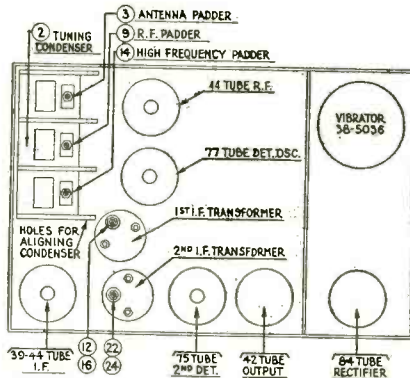 3 ANTENNA PADDER
2 TUNING CONDENSER
9 R.F. PADDER
14 HIGH FREQUENCY PADDER
44 TUBE R.F.
VIBRATOR
38-5036
77 TUBE DET. OSC.
1ST I.F. TRANSFORMER
HOLES FOR
ALIGNING
CONDENSER
2ND I.F. TRANSFORMER
39-44 TUBE
I.F.
12
16
22
24
75 TUBE
2ND DET.
42 TUBE
OUTPUT
84 TUBE
RECTIFIER